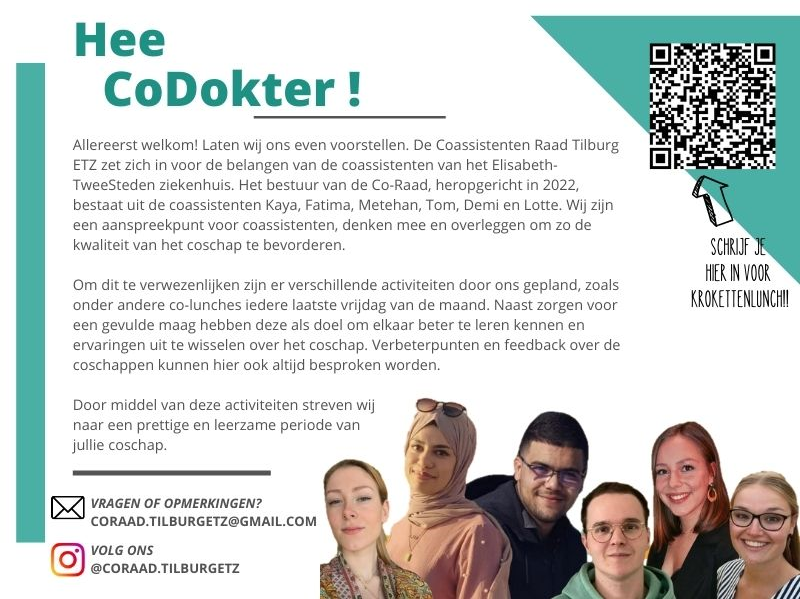 Hee
CoDokter !
Allereerst welkom! Laten wij ons even voorstellen. De Coassistenten Raad Tilburg
ETZ zet zich in voor de belangen van de coassistenten van het Elisabeth-
TweeSteden ziekenhuis. Het bestuur van de Co-Raad, heropgericht in 2022,
bestaat uit de coassistenten Kaya, Fatima, Metehan, Tom, Demi en Lotte. Wij zijn
een aanspreekpunt voor coassistenten, denken mee en overleggen om zo de
kwaliteit van het coschap te bevorderen.
Om dit te verwezenlijken zijn er verschillende activiteiten door ons gepland, zoals
onder andere co-lunches iedere laatste vrijdag van de maand. Naast zorgen voor
een gevulde maag hebben deze als doel om elkaar beter te leren kennen en
ervaringen uit te wisselen over het coschap. Verbeterpunten en feedback over de
coschappen kunnen hier ook altijd besproken worden.
Door middel van deze activiteiten streven wij
naar een prettige en leerzame periode van
jullie coschap.
VRAGEN OF OPMERKINGEN?
CORAAD.TILBURGETZ@GMAIL.COM
VOLG ONS
@CORAAD.TILBURGETZ
SCHRIJF JE
HIER IN VOOR
KROKETTENLUNCH!!